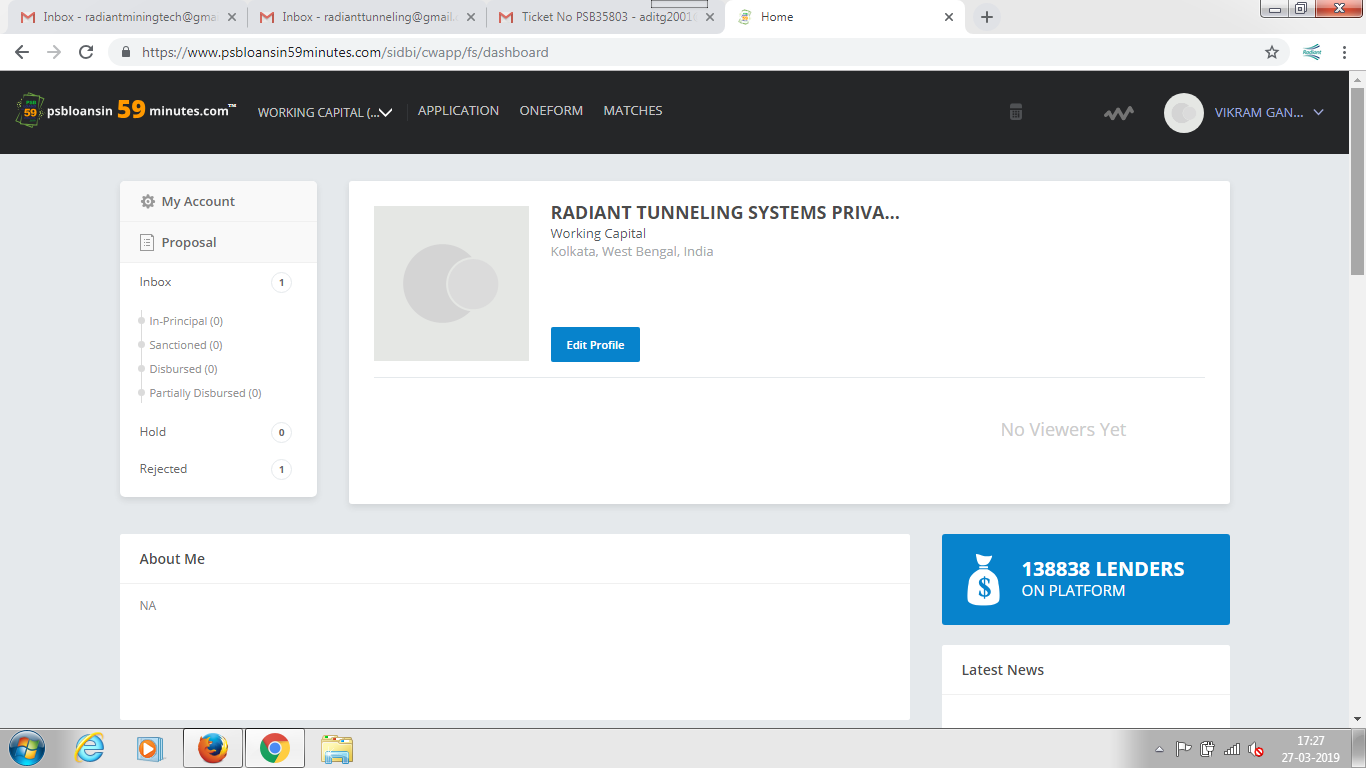 Inbox - radiantminingtech@gma
Inbox - radianttunneling@gmail.
Ticket No PSB35803 - aditg2001
Home
https://www.psbloansin59minutes.com/sidbi/cwapp/fs/dashboard
Radiant
PSB
59
psbloansin 59 minutes.com™
WORKING CAPITAL (...
APPLICATION
ONEFORM
MATCHES
VIKRAM GAN...
My Account
Proposal
Inbox 1
In-Principal (0)
Sanctioned (0)
Disbursed (0)
Partially Disbursed (0)
Hold 0
Rejected 1
RADIANT TUNNELING SYSTEMS PRIVA...
Working Capital
Kolkata, West Bengal, India
Edit Profile
No Viewers Yet
About Me
NA
$
138838 LENDERS
ON PLATFORM
Latest News
17:27
27-03-2019